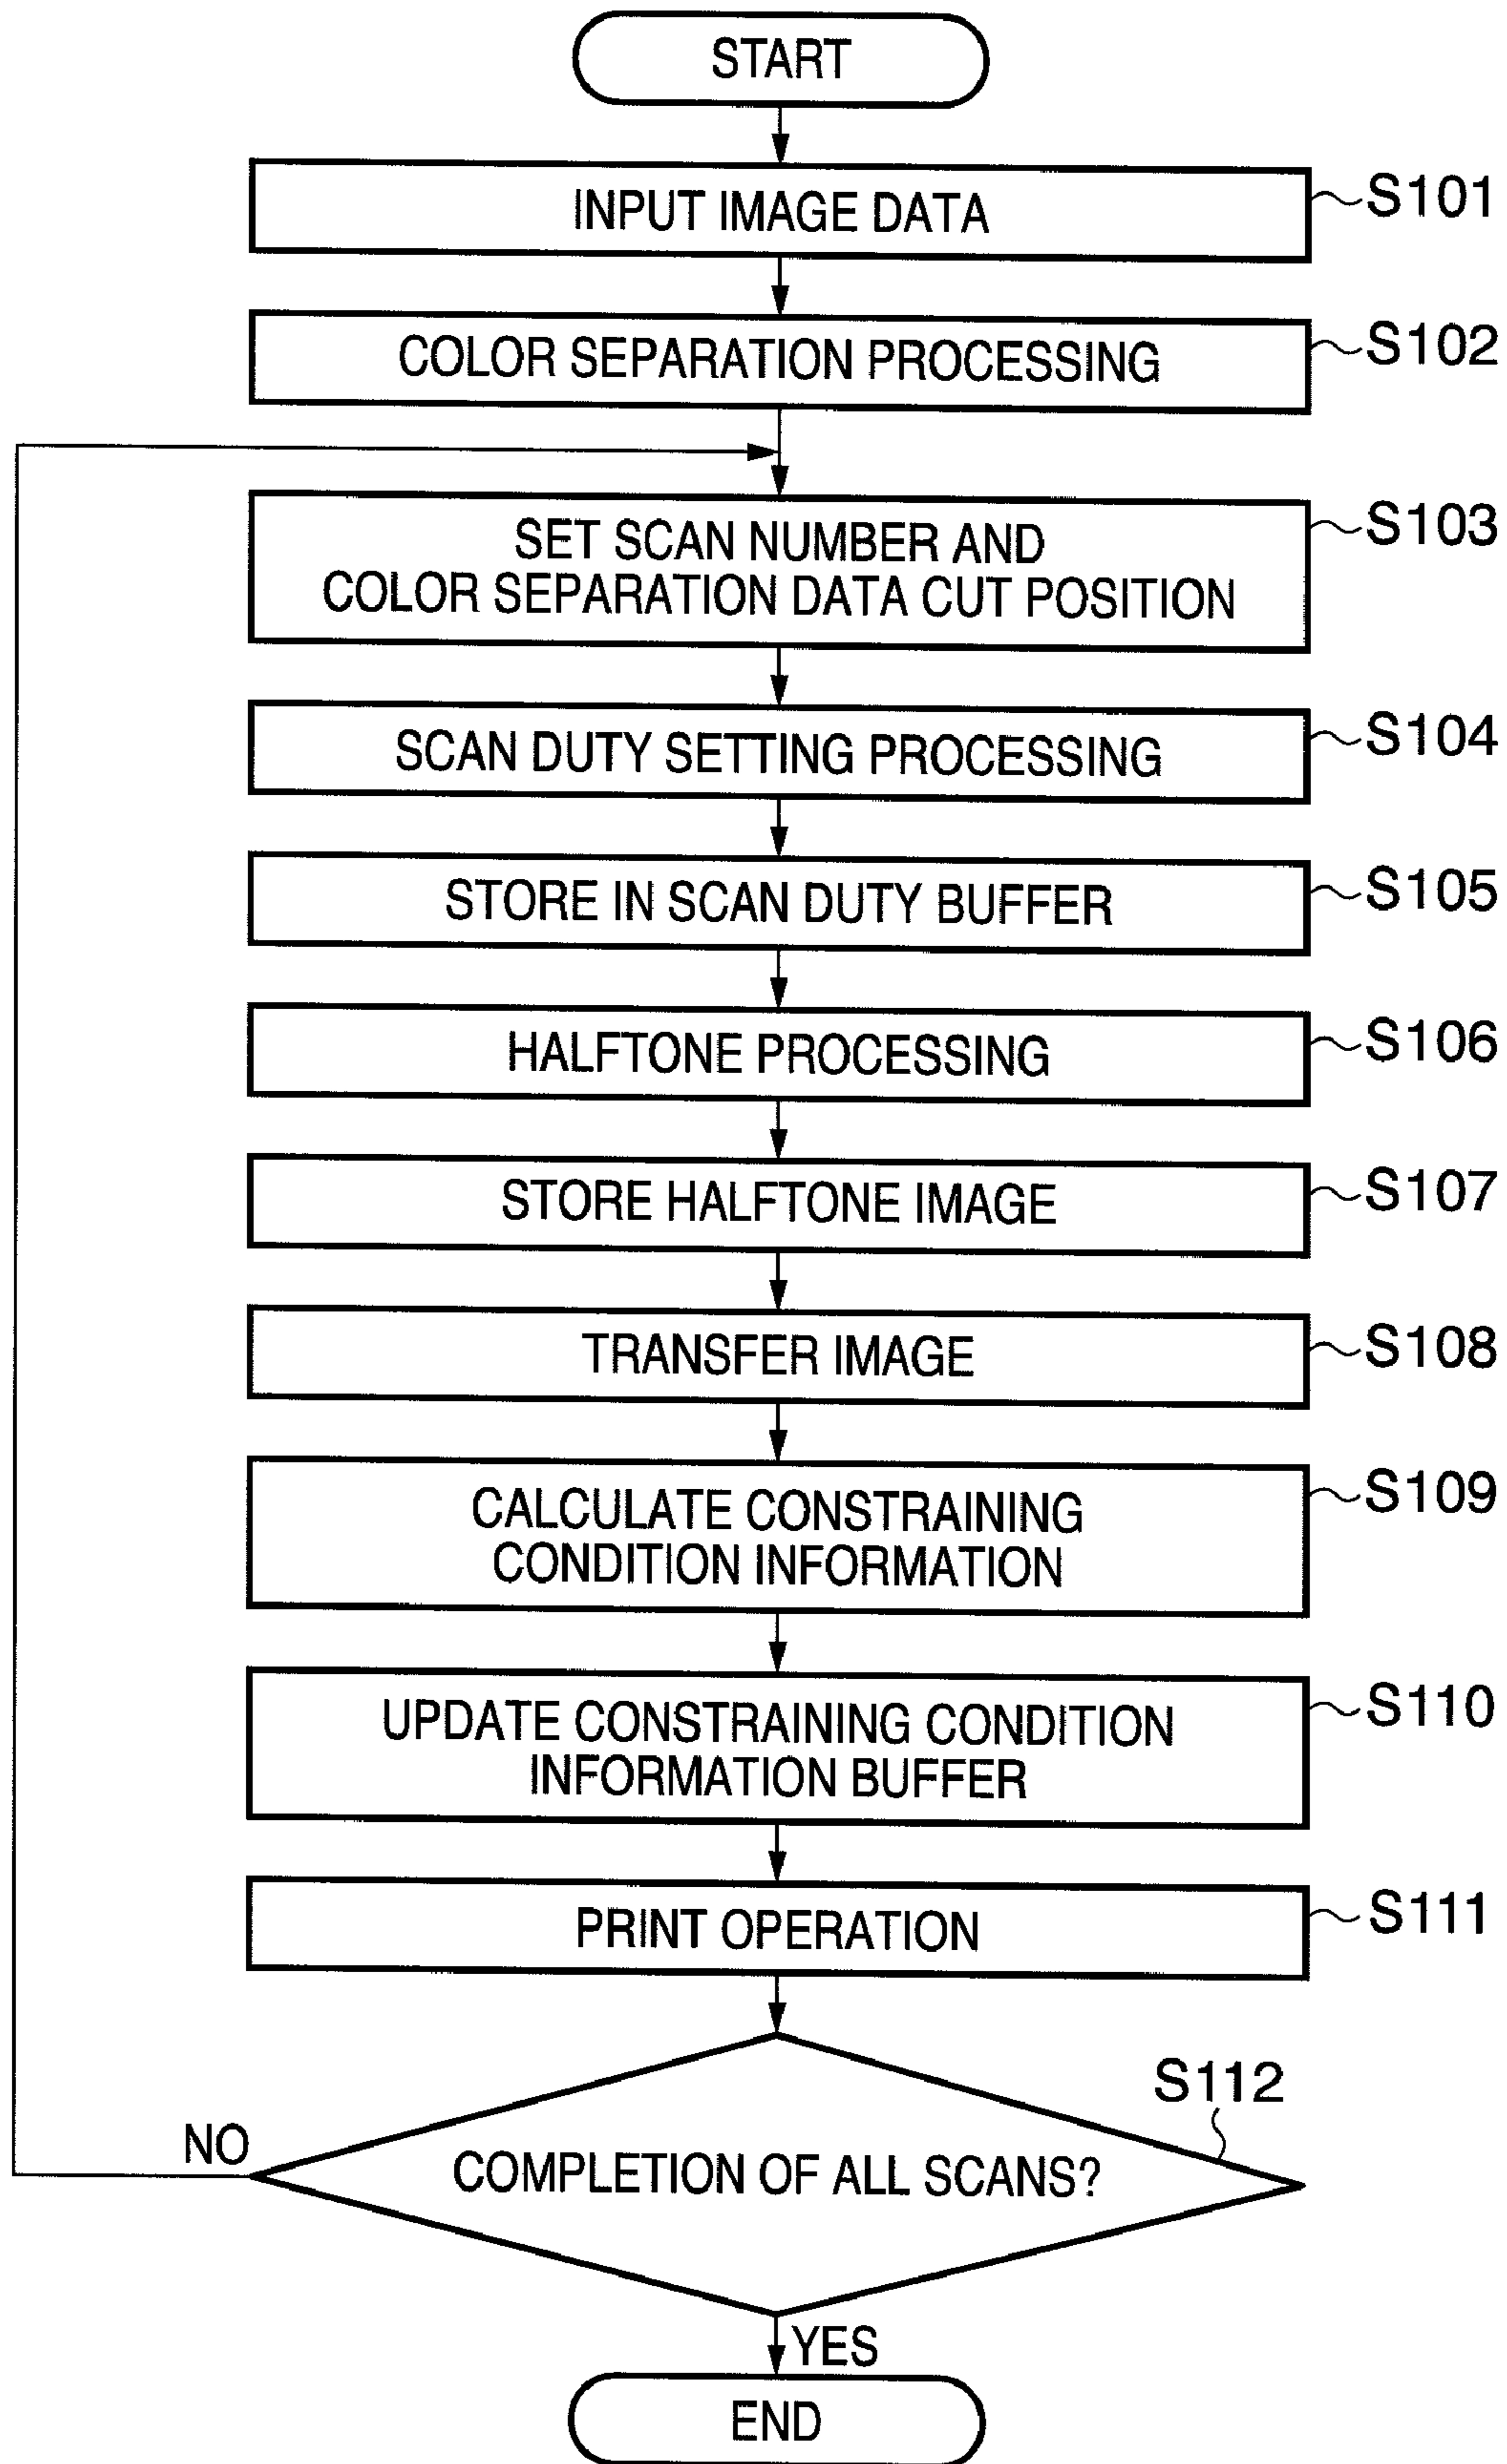 START
INPUT IMAGE DATA
S101
COLOR SEPARATION PROCESSING
S102
SET SCAN NUMBER AND
COLOR SEPARATION DATA CUT POSITION
S103
SCAN DUTY SETTING PROCESSING
S104
STORE IN SCAN DUTY BUFFER
S105
HALFTONE PROCESSING
S106
STORE HALFTONE IMAGE
S107
TRANSFER IMAGE
S108
CALCULATE CONSTRAINING
CONDITION INFORMATION
S109
UPDATE CONSTRAINING CONDITION
INFORMATION BUFFER
S110
PRINT OPERATION
S111
S112
NO
COMPLETION OF ALL SCANS?
YES
END